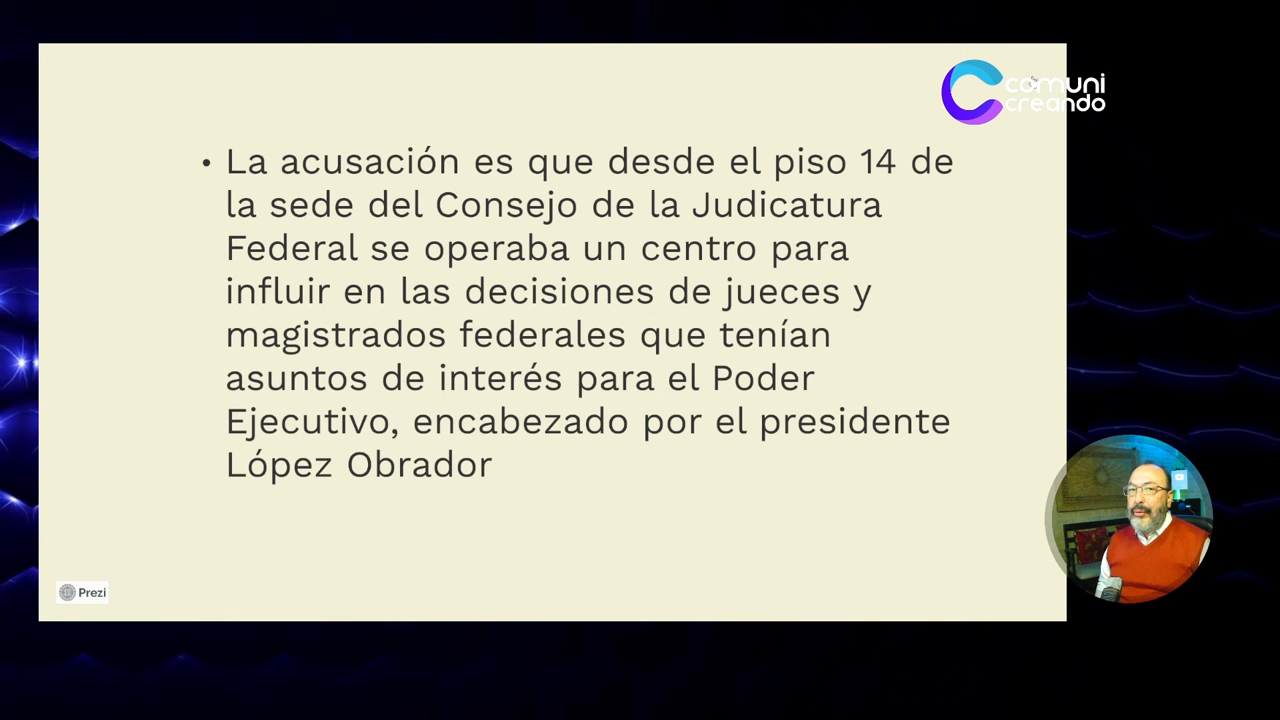 comuni
creando
• La acusación es que desde el piso 14 de
la sede del Consejo de la Judicatura
Federal se operaba un centro para
influir en las decisiones de jueces y
magistrados federales que tenían
asuntos de interés para el Poder
Ejecutivo, encabezado por el presidente
López Obrador
Prezi